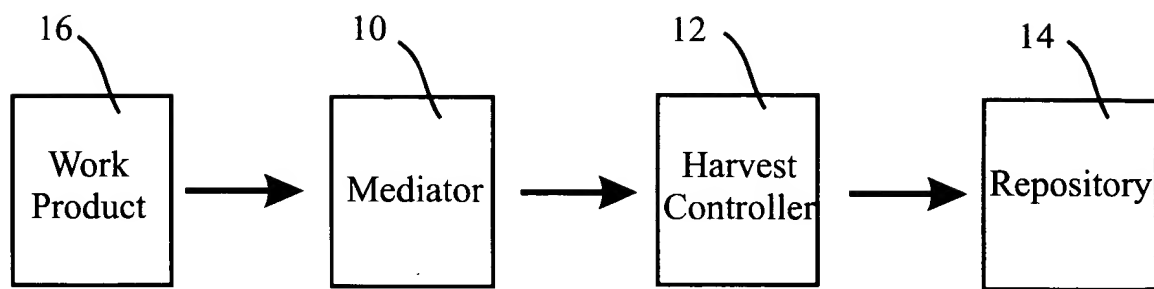 16
10
12
14
Work
Product
Mediator
Harvest
Controller
Repository